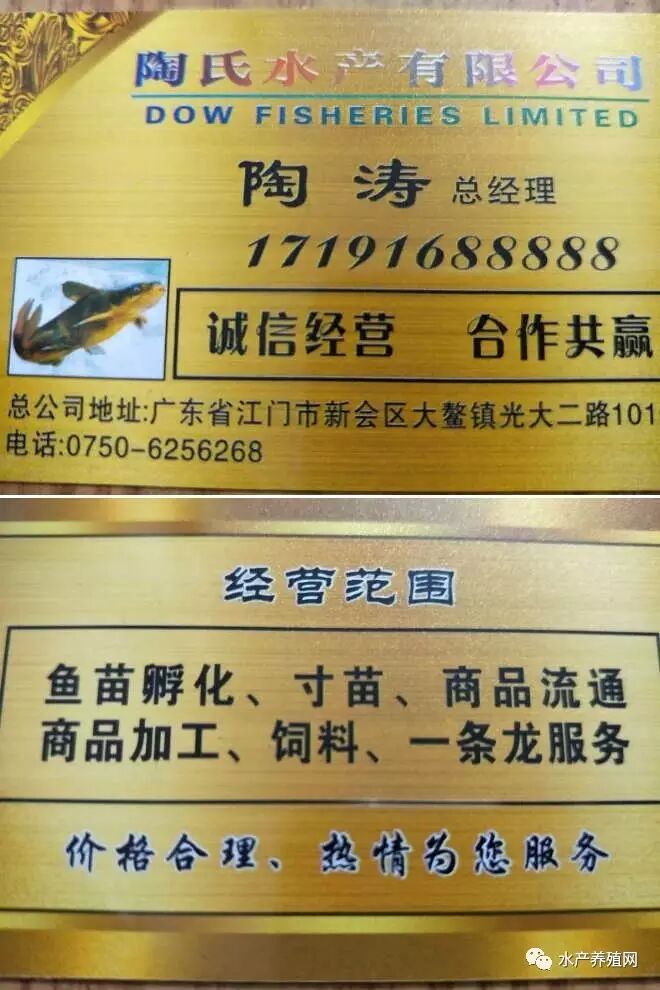 陶氏水产有限公司
DOW FISHERIES LIMITED
陶 涛 总经理
17191688888
诚信经营 合作共赢
总公司地址:广东省江门市新会区大鳌镇光大二路101
电话:0750-6256268
经营范围
鱼苗孵化、寸苗、商品流通
商品加工、饲料、一条龙服务
价格合理、热情为您服务
水产养殖网